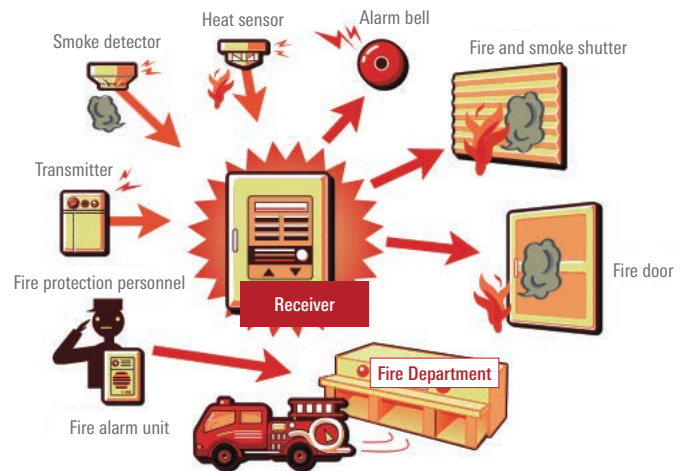 Heat sensor
Alarm bell
Smoke detector
Fire and smoke shutter
Transmitter
Fire door
Fire protection personnel
Receiver
Fire Department
Fire alarm unit